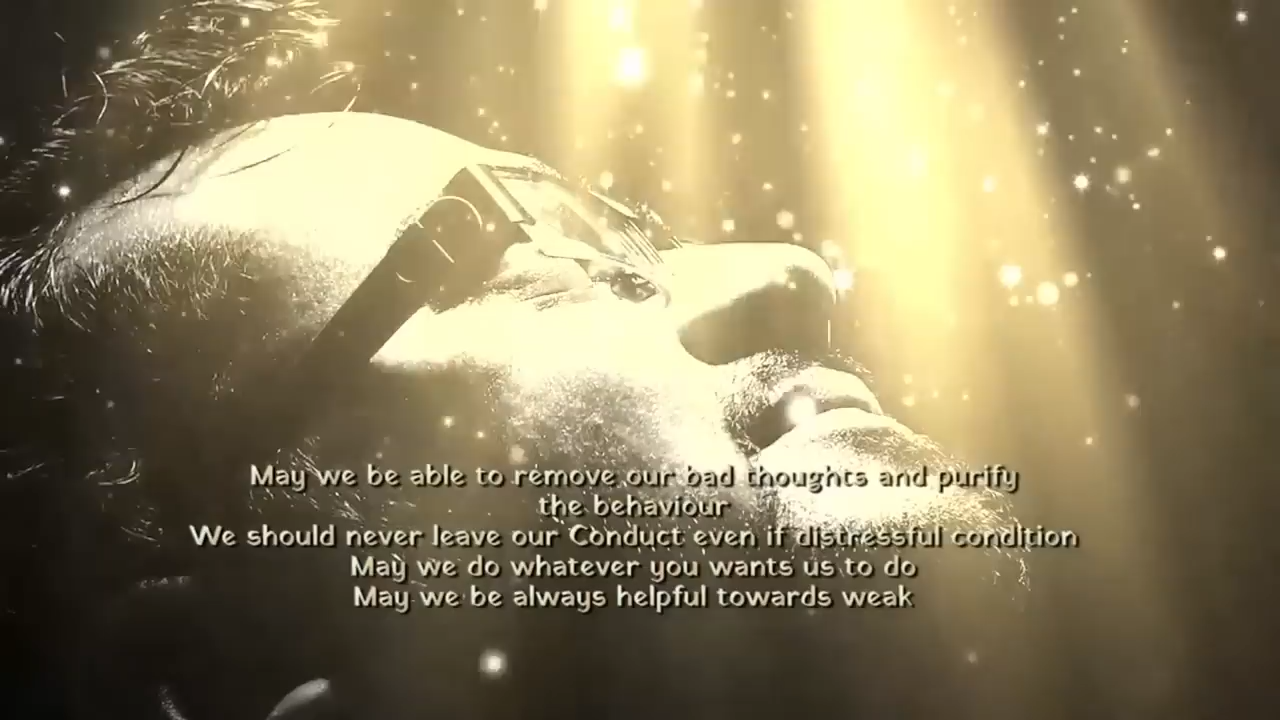 May we be able to remove our bad thoughts and purify
the behaviour
We should never leave our Conduct even if distressful condition
May we do whatever you wants us to do
May we be always helpful towards weak